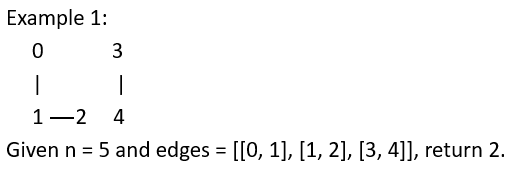 Example 1:
0 3
| |
1 — 2 4
Given n = 5 and edges = [[0, 1], [1, 2], [3, 4]], return 2.